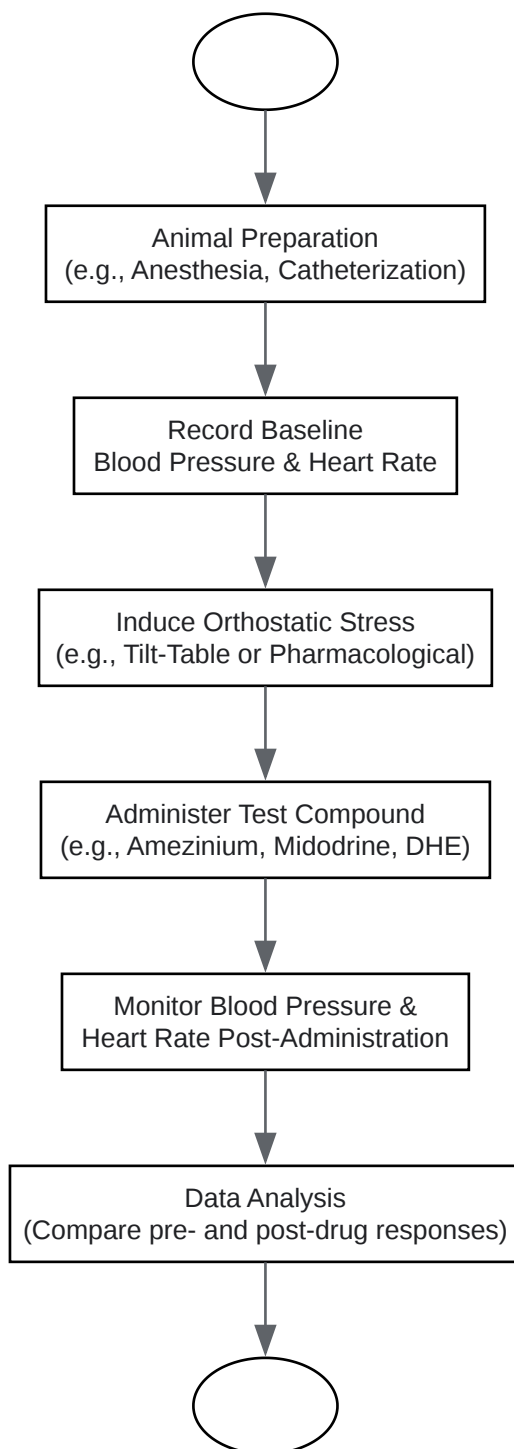 Animal Preparation
(e.g., Anesthesia, Catheterization)
Record Baseline
Blood Pressure & Heart Rate
Induce Orthostatic Stress
(e.g., Tilt-Table or Pharmacological)
Administer Test Compound
(e.g., Amezinium, Midodrine, DHE)
Monitor Blood Pressure &
Heart Rate Post-Administration
Data Analysis
(Compare pre- and post-drug responses)